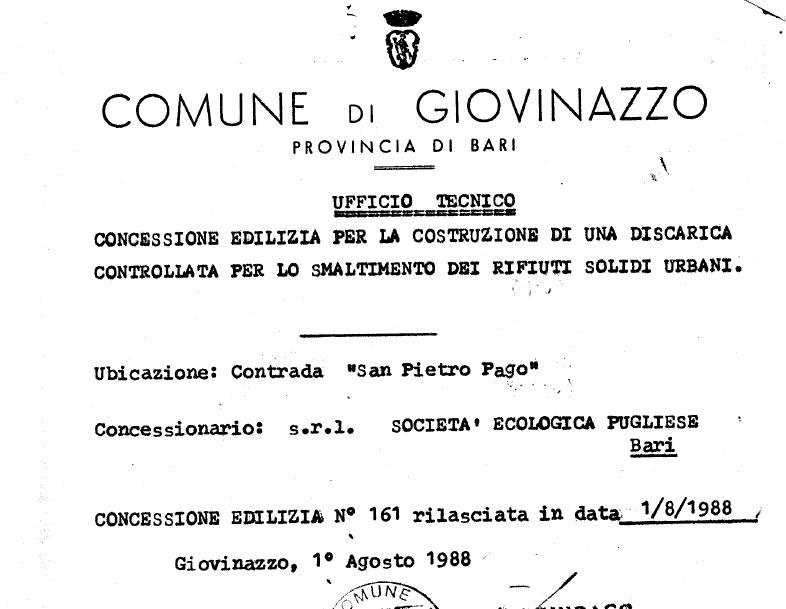 COMUNE DI GIOVINAZZO
PROVINCIA DI BARI
UFFICIO TECNICO
CONCESSIONE EDILIZIA PER LA COSTRUZIONE DI UNA DISCARICA
CONTROLLATA PER LO SMALTIMENTO DEI RIFIUTI SOLIDI URBANI.
Ubicazione: Contrada "San Pietro Pago"
Concessionario: s.r.l. SOCIETA' ECOLOGICA PUGLIESE
Bari
CONCESSIONE EDILIZIA N° 161 rilasciata in data 1/8/1988
Giovinazzo, 1° Agosto 1988
COMUNE